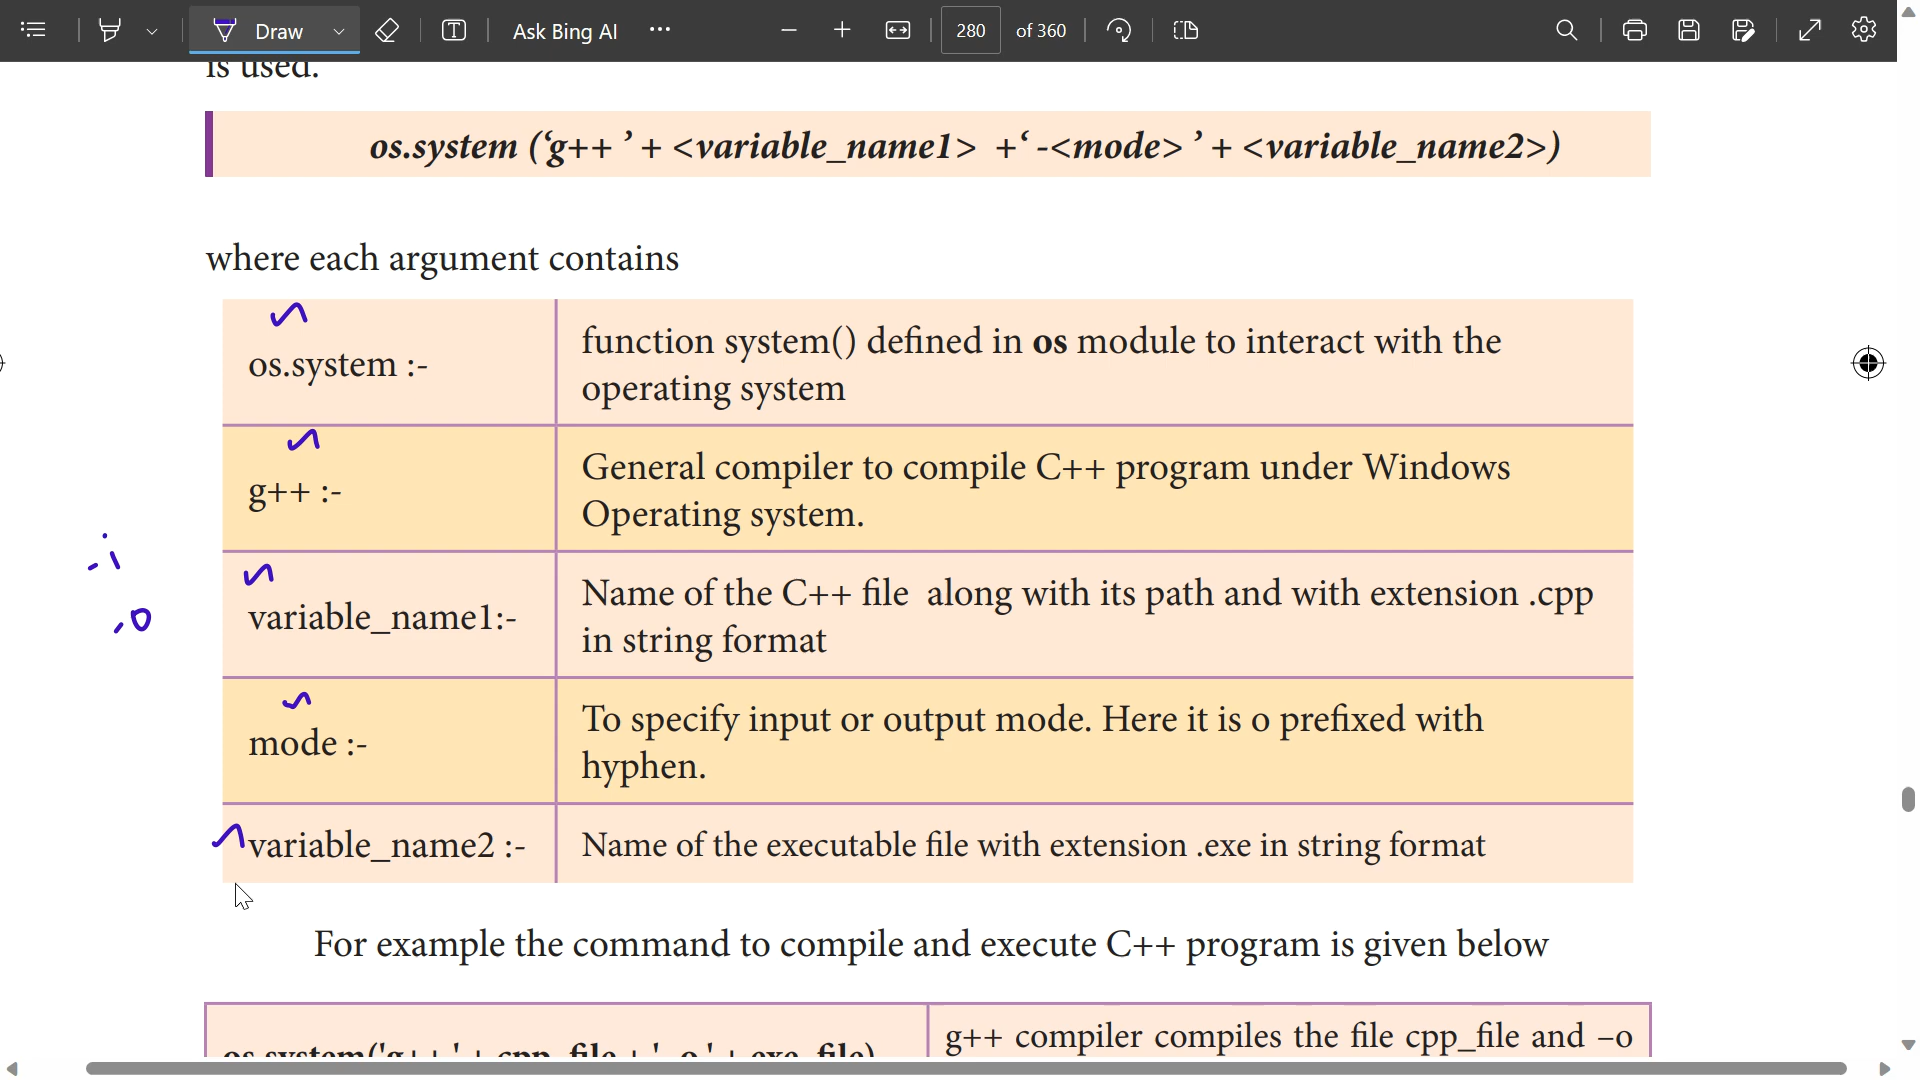 Draw
Ask Bing AI
280 of 360
is used.
os.system (‘g++ ’ + <variable_name1> +‘ -<mode> ’ + <variable_name2>)
where each argument contains
os.system :- function system() defined in os module to interact with the
operating system
g++ :- General compiler to compile C++ program under Windows
Operating system.
-i
-o
variable_name1:- Name of the C++ file along with its path and with extension .cpp
in string format
mode :- To specify input or output mode. Here it is o prefixed with
hyphen.
variable_name2 :- Name of the executable file with extension .exe in string format
For example the command to compile and execute C++ program is given below
os.system('g++ ' + cpp_file + ' -o ' + exe_file) g++ compiler compiles the file cpp_file and –o